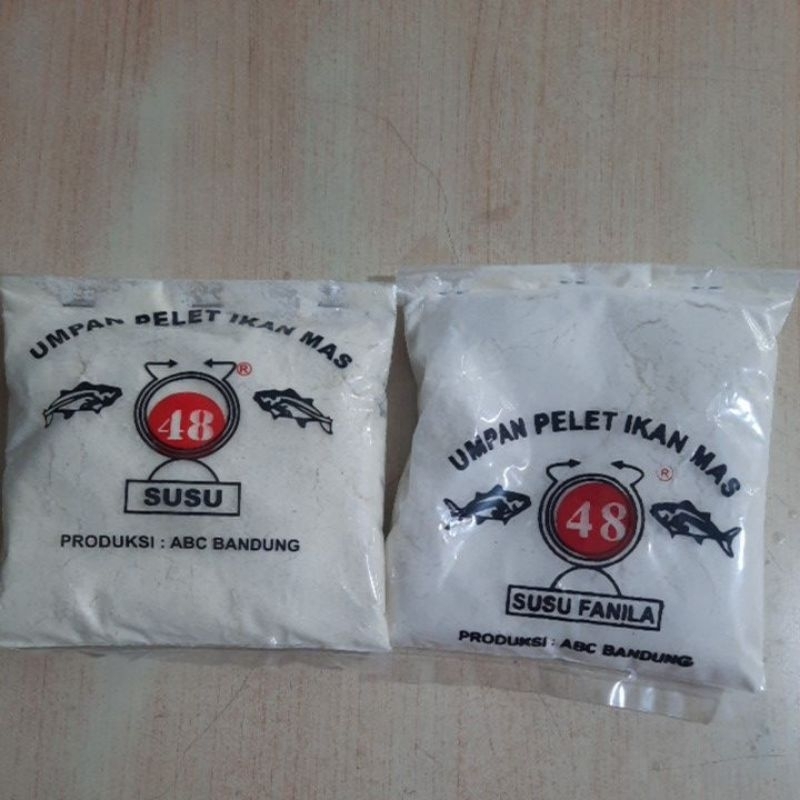 UMPAN PELET IKAN MAS
®
48
SUSU
PRODUKSI : ABC BANDUNG
UMPAN PELET IKAN MAS
®
48
SUSU FANILA
PRODUKSI : ABC BANDUNG